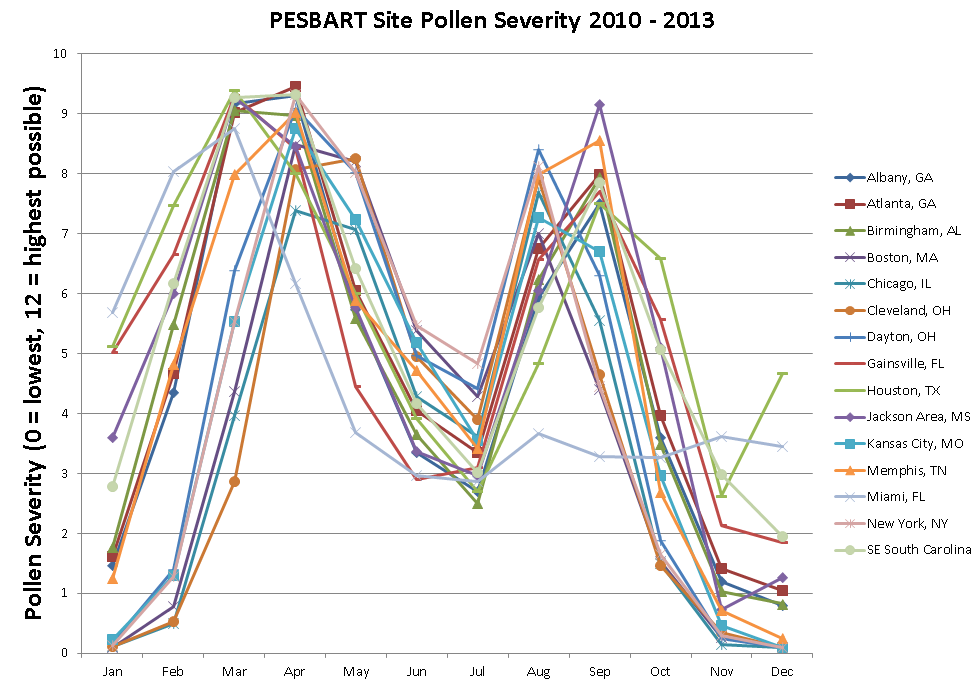 PESBART Site Pollen Severity 2010 - 2013
Pollen Severity (0 = lowest, 12 = highest possible)
10
9
8
7
6
5
4
3
2
1
0
Jan Feb Mar Apr May Jun Jul Aug Sep Oct Nov Dec
Albany, GA
Atlanta, GA
Birmingham, AL
Boston, MA
Chicago, IL
Cleveland, OH
Dayton, OH
Gainsville, FL
Houston, TX
Jackson Area, MS
Kansas City, MO
Memphis, TN
Miami, FL
New York, NY
SE South Carolina